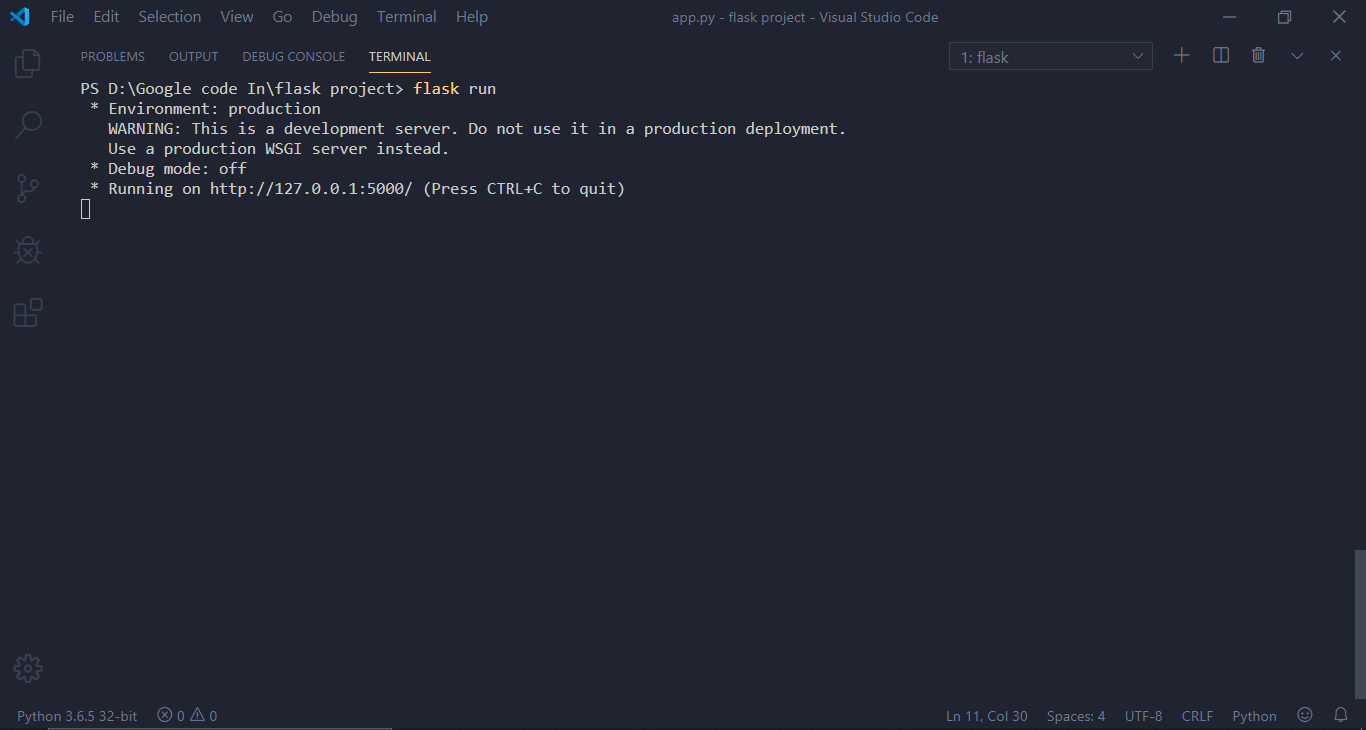 File Edit Selection View Go Debug Terminal Help app.py - flask project - Visual Studio Code
PROBLEMS OUTPUT DEBUG CONSOLE TERMINAL 1: flask
PS D:\Google code In\flask project> flask run
* Environment: production
WARNING: This is a development server. Do not use it in a production deployment.
Use a production WSGI server instead.
* Debug mode: off
* Running on http://127.0.0.1:5000/ (Press CTRL+C to quit)
Python 3.6.5 32-bit 0 0 Ln 11, Col 30 Spaces: 4 UTF-8 CRLF Python